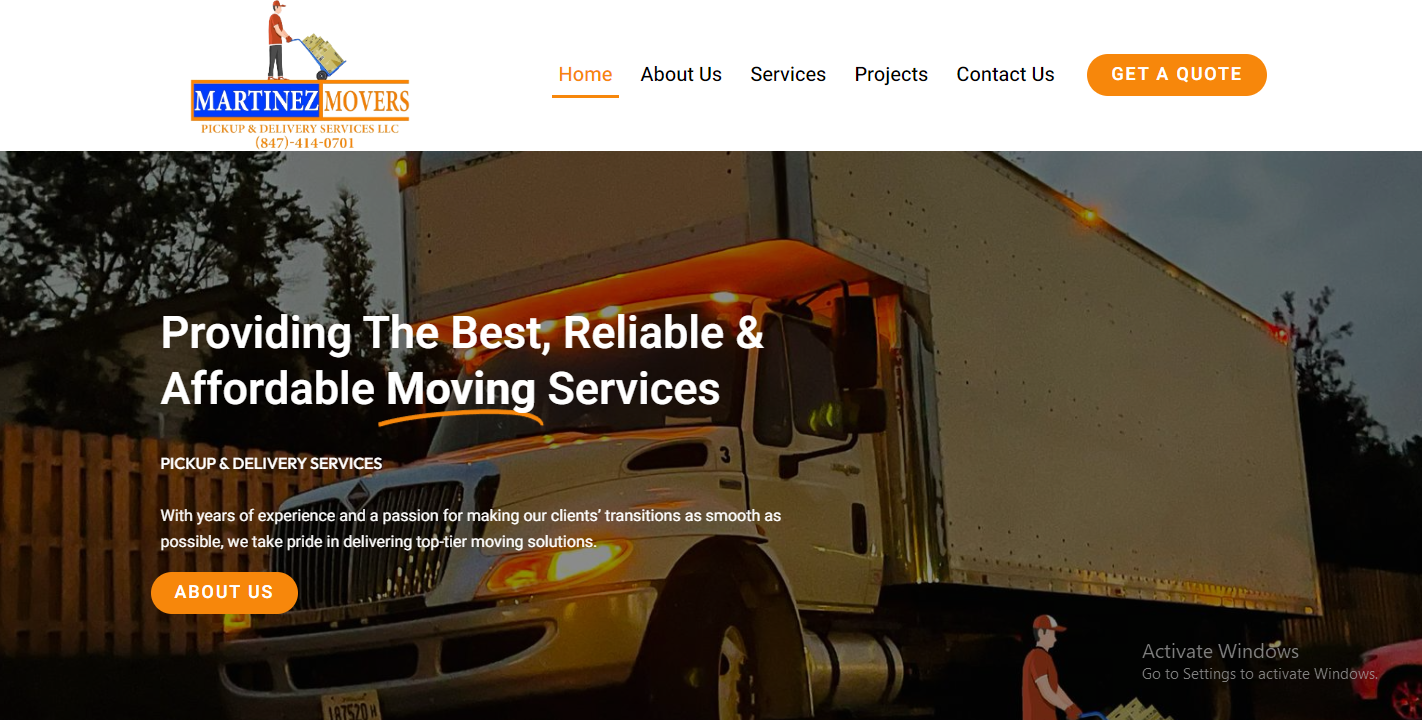 MARTINEZ MOVERS
PICKUP & DELIVERY SERVICES LLC
(847)-414-0701
Home About Us Services Projects Contact Us GET A QUOTE
Providing The Best, Reliable &
Affordable Moving Services
3
PICKUP & DELIVERY SERVICES
With years of experience and a passion for making our clients’ transitions as smooth as
possible, we take pride in delivering top-tier moving solutions.
ABOUT US
Activate Windows
Go to Settings to activate Windows.
187520 H